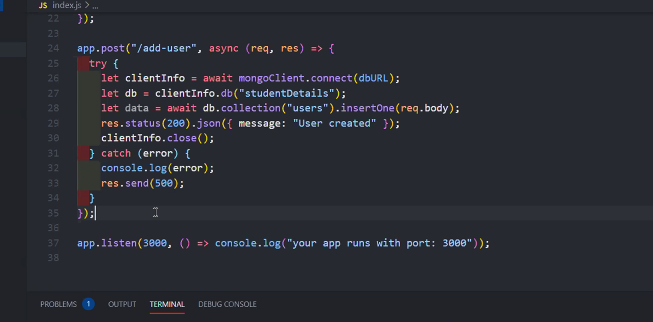 JS index.js > ...
22 });
23
24 app.post("/add-user", async (req, res) => {
25 try {
26 let clientInfo = await mongoClient.connect(dbURL);
27 let db = clientInfo.db("studentDetails");
28 let data = await db.collection("users").insertOne(req.body);
29 res.status(200).json({ message: "User created" });
30 clientInfo.close();
31 } catch (error) {
32 console.log(error);
33 res.send(500);
34 }
35 });
36
37 app.listen(3000, () => console.log("your app runs with port: 3000"));
38
PROBLEMS 1 OUTPUT TERMINAL DEBUG CONSOLE